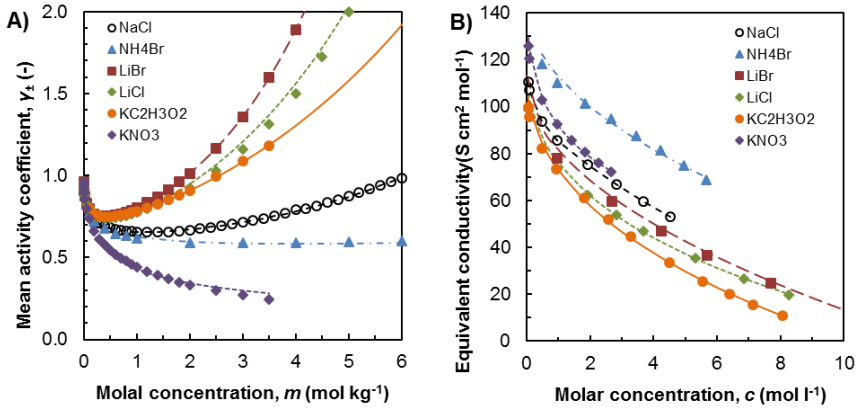 A)
Mean activity coefficient, γ± (-)
2.0
1.5
1.0
0.5
0.0
NaCl
NH4Br
LiBr
LiCl
KC2H3O2
KNO3
0 1 2 3 4 5 6
Molal concentration, m (mol kg-1)
B)
Equivalent conductivity(S cm2 mol-1)
140
120
100
80
60
40
20
0
NaCl
NH4Br
LiBr
LiCl
KC2H3O2
KNO3
0 2 4 6 8 10
Molar concentration, c (mol l-1)